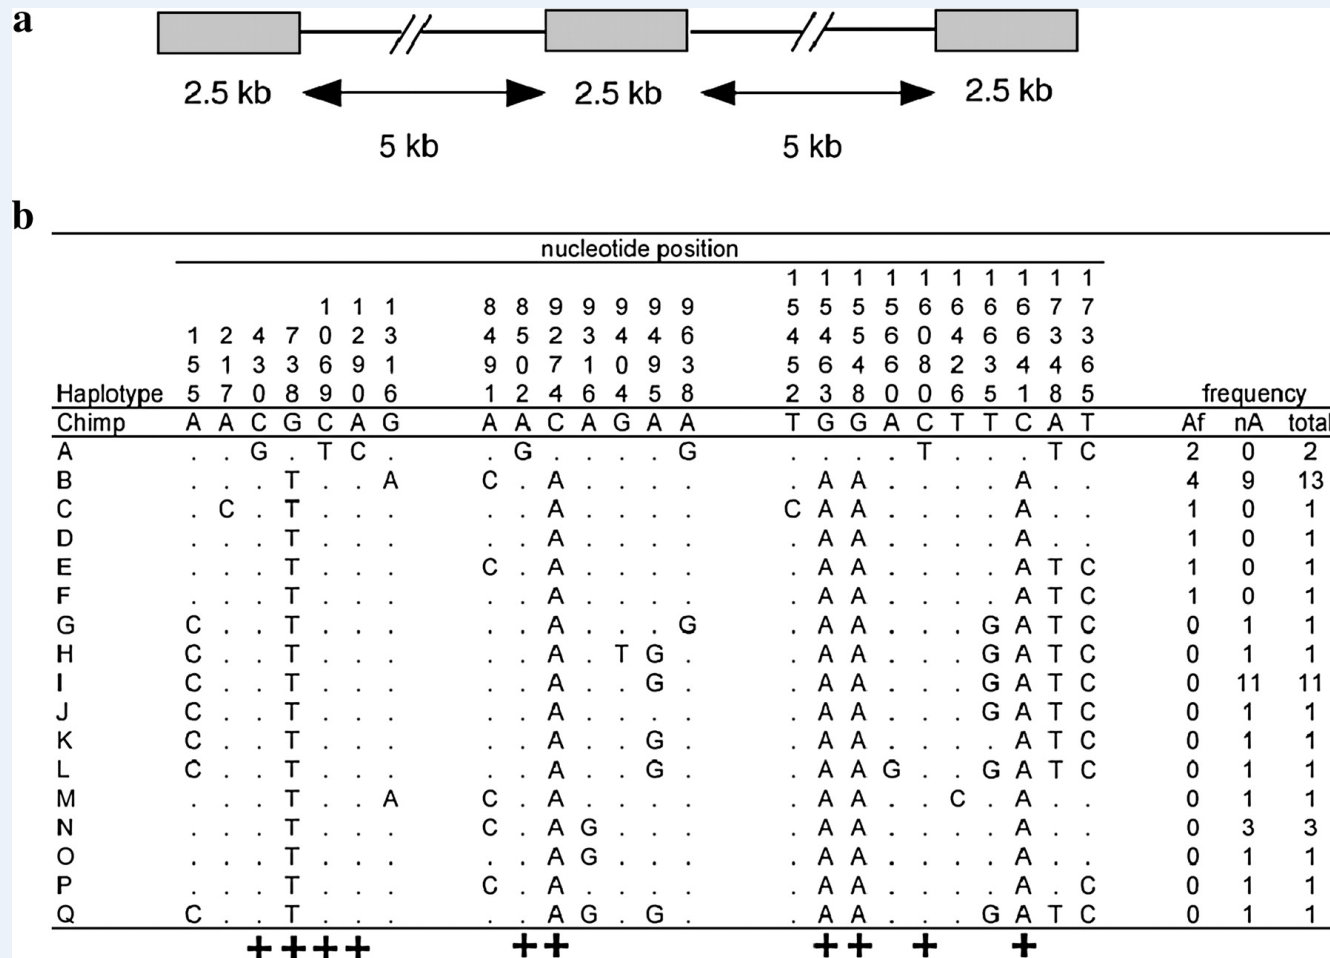 a
2.5 kb 2.5 kb 2.5 kb
5 kb 5 kb
b
nucleotide position
1 1 1 1 1 1 1 1 1 1
1 1 1 8 8 9 9 9 9 9 5 5 5 5 6 6 6 6 7 7
1 2 4 7 0 2 3 4 5 2 3 4 4 6 4 4 5 6 0 4 6 4 3 3
5 1 3 3 6 9 1 9 0 7 1 0 9 3 5 6 4 6 8 2 3 4 4 6
Haplotype 5 7 0 8 9 0 6 1 2 4 6 4 5 8 2 3 8 0 0 6 5 1 8 5 frequency
Chimp A A C G C A G A A C A G A A T G G A C T T C A T Af nA total
A . . G . T C . . G . . . . G . . . . T . . . T C 2 0 2
B . . . T . . A C . A . . . . . A A . . . . A . . 4 9 13
C . C . T . . . . . A . . . . C A A . . . . A . . 1 0 1
D . . . T . . . . . A . . . . . A A . . . . A . . 1 0 1
E . . . T . . . C . A . . . . . A A . . . . A T C 1 0 1
F . . . T . . . . . A . . . . . A A . . . . A T C 1 0 1
G C . . T . . . . . A . . . G . A A . . . G A T C 0 1 1
H C . . T . . . . . A . T G . . A A . . . G A T C 0 1 1
I C . . T . . . . . A . . G . . A A . . . G A T C 0 11 11
J C . . T . . . . . A . . . . . A A . . . G A T C 0 1 1
K C . . T . . . . . A . . G . . A A . . . . A T C 0 1 1
L C . . T . . . . . A . . G . . A A G . . G A T C 0 1 1
M . . . T . . A C . A . . . . . A A . . C . A . . 0 1 1
N . . . T . . . C . A G . . . . A A . . . . A . . 0 3 3
O . . . T . . . . . A G . . . . A A . . . . A . . 0 1 1
P . . . T . . . C . A . . . . . A A . . . . A . C 0 1 1
Q C . . T . . . . . A G . G . . A A . . . G A T C 0 1 1
+ + + + + + + + + +